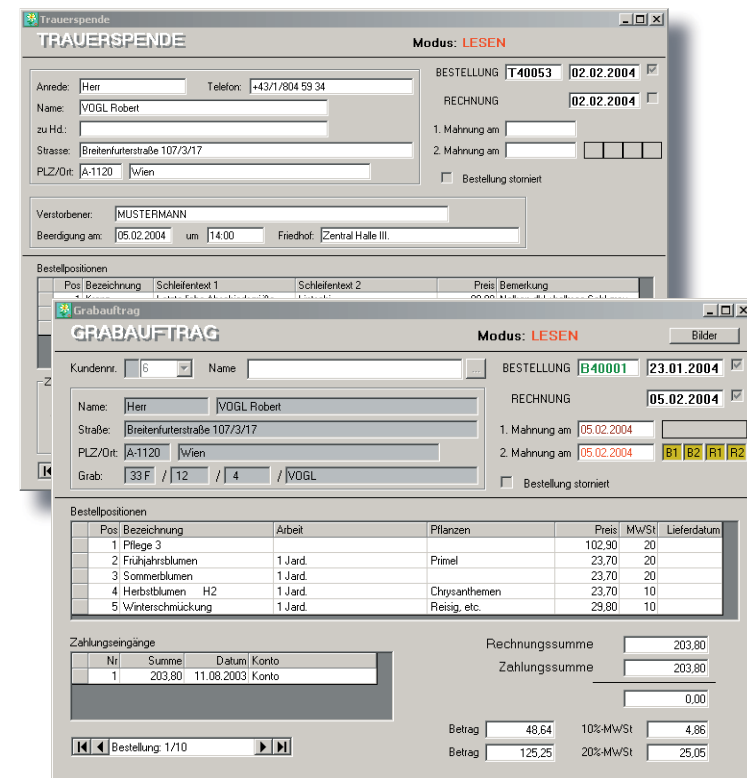 Trauerspende
TRAUERSPENDE Modus: LESEN
BESTELLUNG T40053 02.02.2004
Anrede: Herr Telefon: +43/1/804 59 34
Name: VOGL Robert RECHNUNG 02.02.2004
zu Hd.: 1. Mahnung am
Strasse: Breitenfurterstraße 107/3/17 2. Mahnung am
PLZ/Ort: A-1120 Wien Bestellung storniert
Verstorbener: MUSTERMANN
Beerdigung am: 05.02.2004 um 14:00 Friedhof: Zentral Halle III.
Bestellpositionen
Pos Bezeichnung Schleifentext 1 Schleifentext 2 Preis Bemerkung
Grabauftrag
GRABAUFTRAG Modus: LESEN Bilder
Kundennr. 6 Name ... BESTELLUNG B40001 23.01.2004
Name: Herr VOGL Robert RECHNUNG 05.02.2004
Straße: Breitenfurterstraße 107/3/17 1. Mahnung am 05.02.2004
PLZ/Ort: A-1120 Wien 2. Mahnung am 05.02.2004 B1 B2 R1 R2
Grab: 33 F / 12 / 4 / VOGL Bestellung storniert
Bestellpositionen
Pos Bezeichnung Arbeit Pflanzen Preis MWSt Lieferdatum
1 Pflege 3 102,90 20
2 Frühjahrsblumen 1 Jard. Primel 23,70 20
3 Sommerblumen 1 Jard. 23,70 20
4 Herbstblumen H2 1 Jard. Chrysanthemen 23,70 10
5 Winterschmückung 1 Jard. Reisig, etc. 29,80 10
Zahlungseingänge Rechnungssumme 203,80
Nr Summe Datum Konto Zahlungssumme 203,80
1 203,80 11.08.2003 Konto
0,00
Betrag 48,64 10%-MWSt 4,86
Bestellung: 1/10 Betrag 125,25 20%-MWSt 25,05